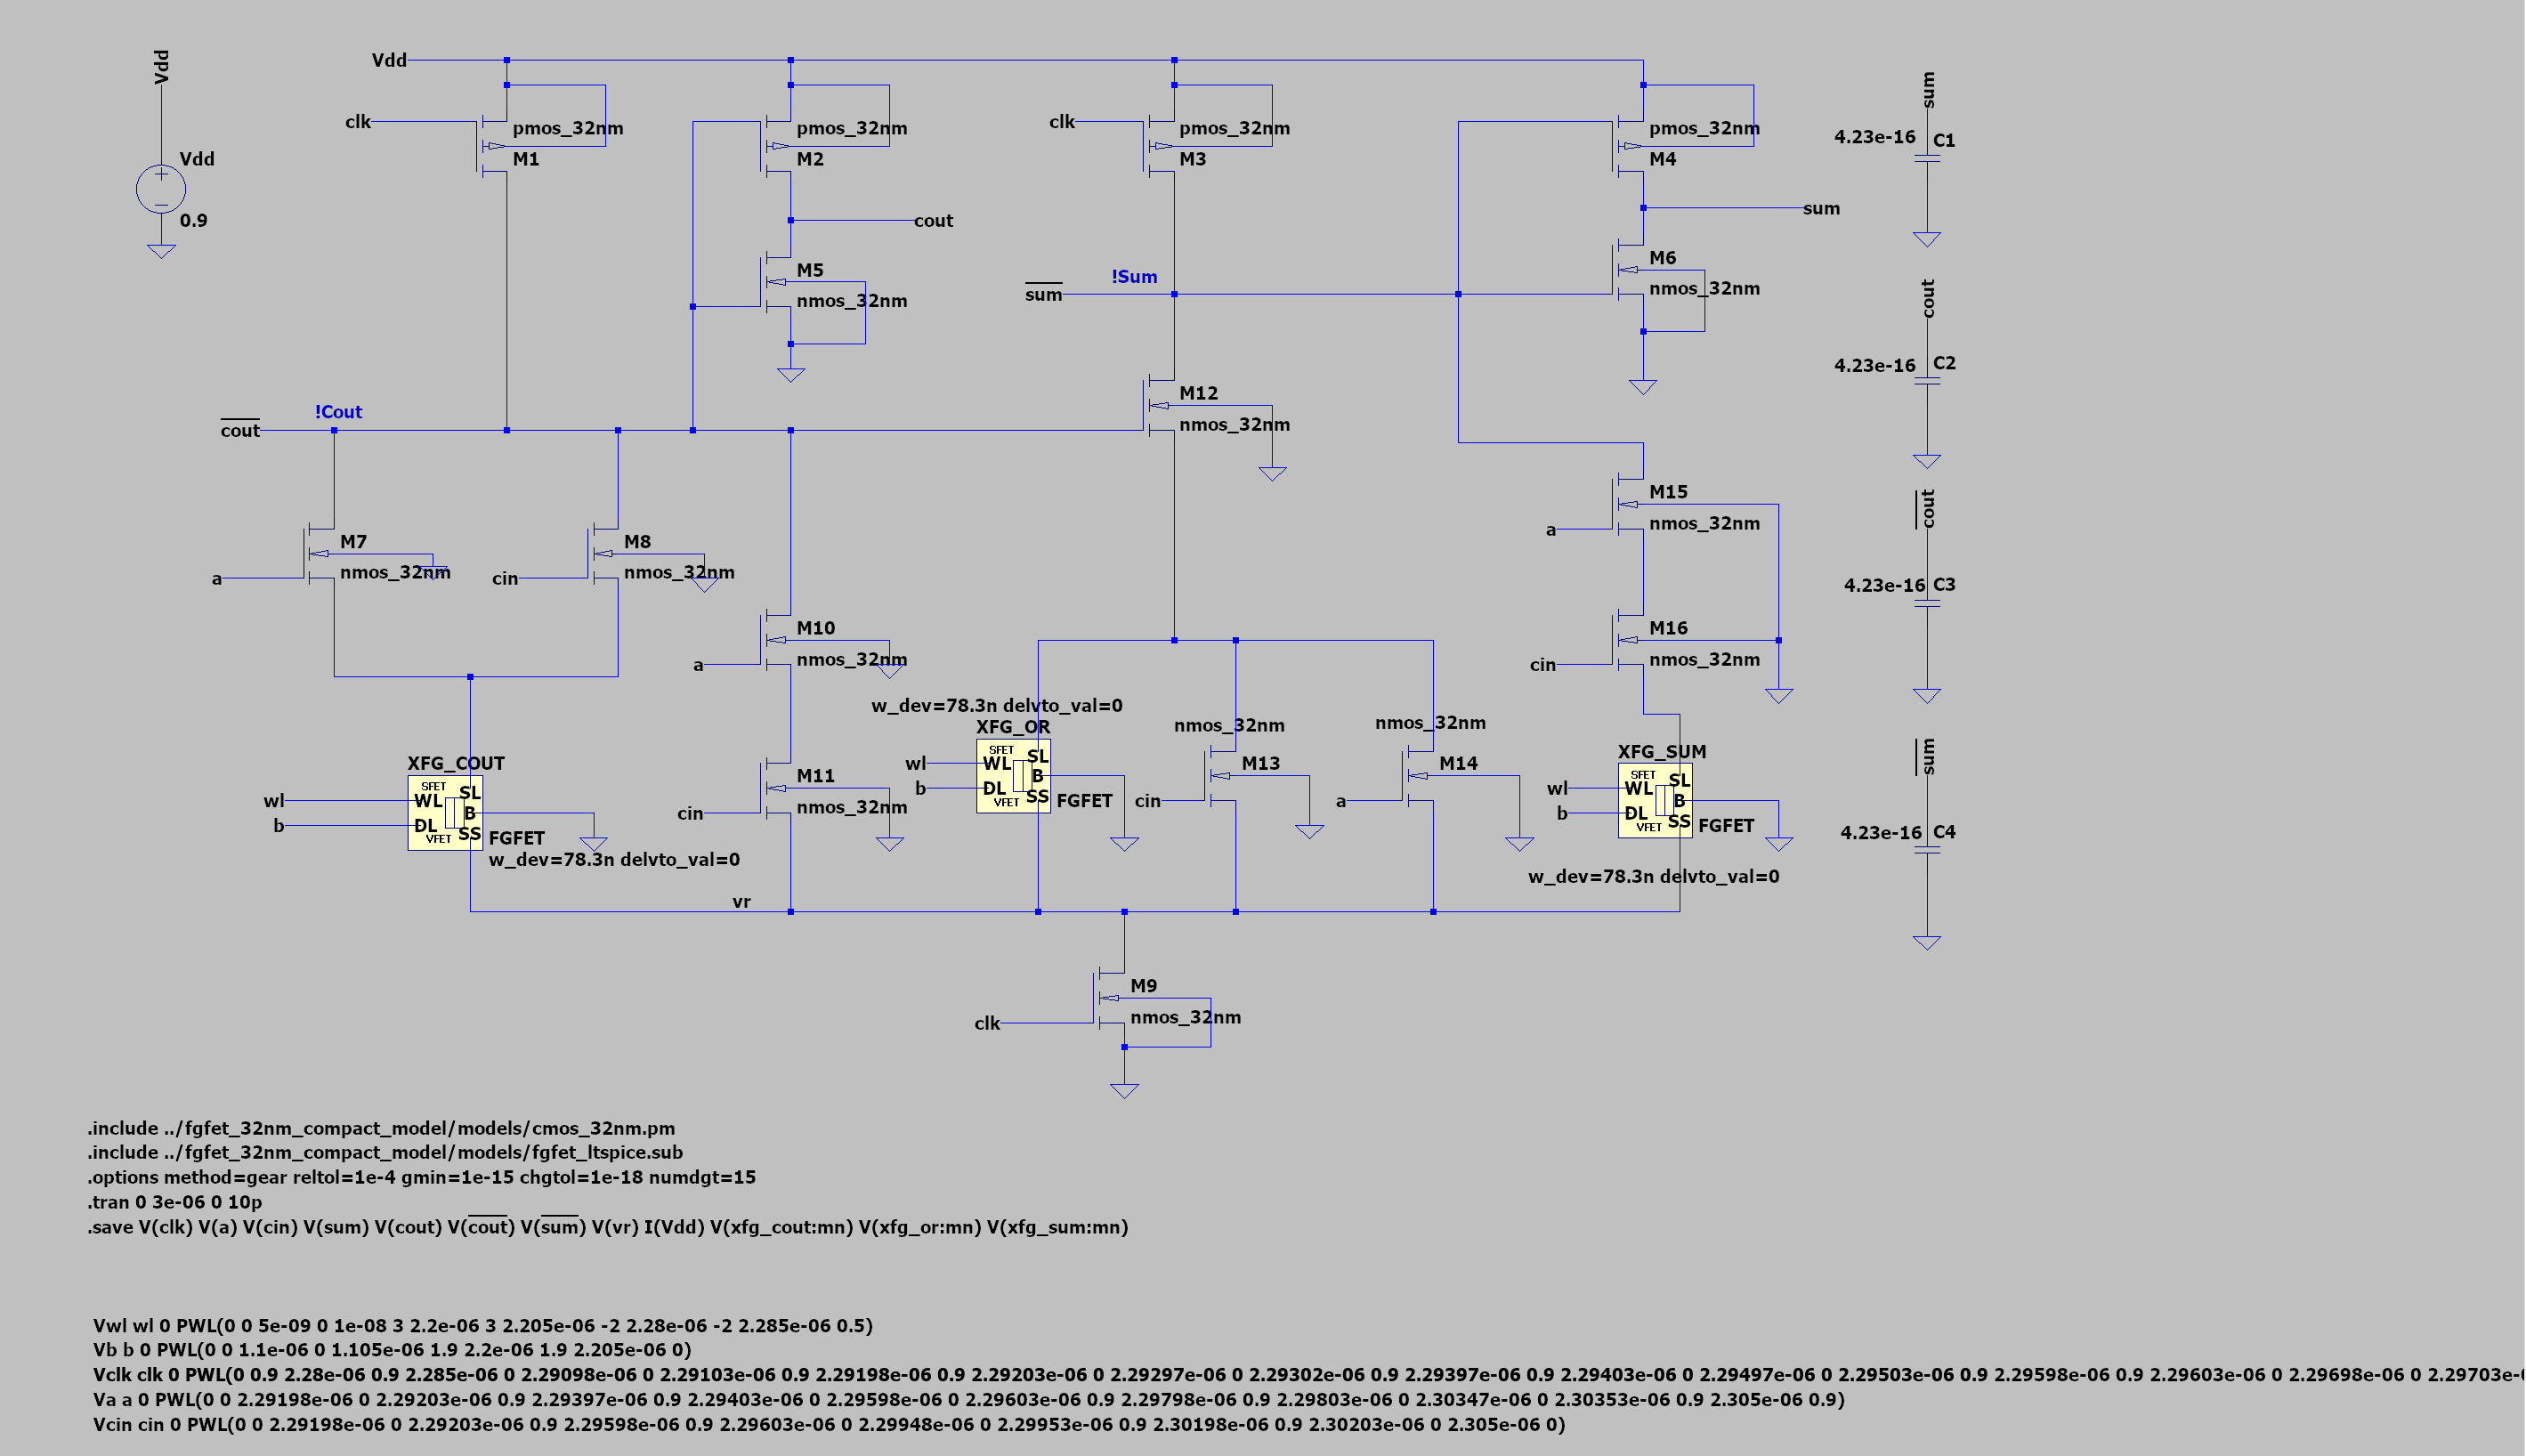 Vdd
Vdd
0.9
Vdd
clk
pmos_32nm
M1
pmos_32nm
M2
cout
M5
nmos_32nm
clk
pmos_32nm
M3
pmos_32nm
M4
sum
M6
nmos_32nm
sum
!Sum
sum
4.23e-16
C1
cout
4.23e-16
C2
cout
4.23e-16
C3
sum
4.23e-16
C4
!Cout
cout
M12
nmos_32nm
a
M7
nmos_32nm
cin
M8
nmos_32nm
a
M10
nmos_32nm
cin
M11
nmos_32nm
a
M15
nmos_32nm
cin
M16
nmos_32nm
XFG_COUT
wl
b
SFET
WL
SL
B
DL
SS
VFET
FGFET
w_dev=78.3n delvto_val=0
w_dev=78.3n delvto_val=0
XFG_OR
wl
b
SFET
WL
SL
B
DL
SS
VFET
FGFET
nmos_32nm
cin
M13
nmos_32nm
a
M14
XFG_SUM
wl
b
SFET
WL
SL
B
DL
SS
VFET
FGFET
w_dev=78.3n delvto_val=0
vr
clk
M9
nmos_32nm
.include ../fgfet_32nm_compact_model/models/cmos_32nm.pm
.include ../fgfet_32nm_compact_model/models/fgfet_ltspice.sub
.options method=gear reltol=1e-4 gmin=1e-15 chgtol=1e-18 numdgt=15
.tran 0 3e-06 0 10p
.save V(clk) V(a) V(cin) V(sum) V(cout) V(cout) V(sum) V(vr) I(Vdd) V(xfg_cout:mn) V(xfg_or:mn) V(xfg_sum:mn)
Vwl wl 0 PWL(0 0 5e-09 0 1e-08 3 2.2e-06 3 2.205e-06 -2 2.28e-06 -2 2.285e-06 0.5)
Vb b 0 PWL(0 0 1.1e-06 0 1.105e-06 1.9 2.2e-06 1.9 2.205e-06 0)
Vclk clk 0 PWL(0 0.9 2.28e-06 0.9 2.285e-06 0 2.29098e-06 0 2.29103e-06 0.9 2.29198e-06 0.9 2.29203e-06 0 2.29297e-06 0 2.29302e-06 0.9 2.29397e-06 0.9 2.29403e-06 0 2.29497e-06 0 2.29503e-06 0.9 2.29598e-06 0.9 2.29603e-06 0 2.29698e-06 0 2.29703e-
Va a 0 PWL(0 0 2.29198e-06 0 2.29203e-06 0.9 2.29397e-06 0.9 2.29403e-06 0 2.29598e-06 0 2.29603e-06 0.9 2.29798e-06 0.9 2.29803e-06 0 2.30347e-06 0 2.30353e-06 0.9 2.305e-06 0.9)
Vcin cin 0 PWL(0 0 2.29198e-06 0 2.29203e-06 0.9 2.29598e-06 0.9 2.29603e-06 0 2.29948e-06 0 2.29953e-06 0.9 2.30198e-06 0.9 2.30203e-06 0 2.305e-06 0)